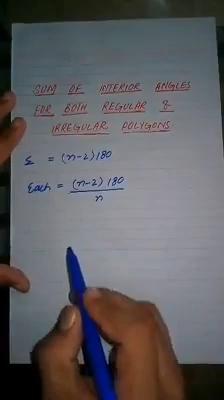 SUM OF INTERIOR ANGLES
FOR BOTH REGULAR &
IRREGULAR POLYGONS
S = (n-2)180
Each = (n-2) 180
n